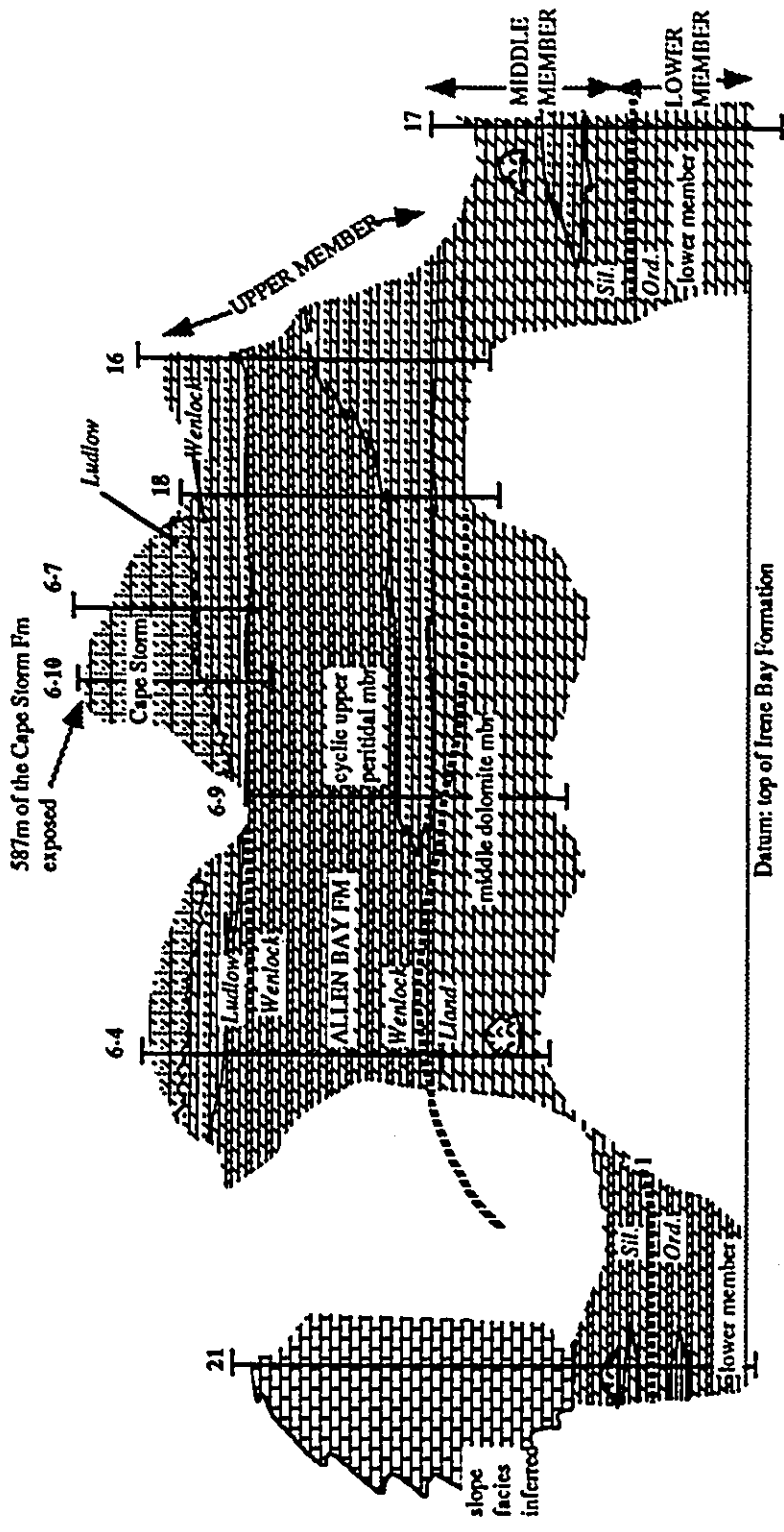 587m of the Cape Storm Fm
exposed
6-10
6-7
Ludlow
18
16
Wenlock
UPPER MEMBER
17
MIDDLE
MEMBER
LOWER
MEMBER
6-4
6-9
21
Cape Storm
Ludlow
Wenlock
ALLEN BAY FM
cyclic upper
peritidal mbr
Wenlock
Lland
middle dolomite mbr
Sil.
Ord.
lower member
Sil.
Ord.
lower member
slope
facies
inferred
Datum: top of Irene Bay Formation